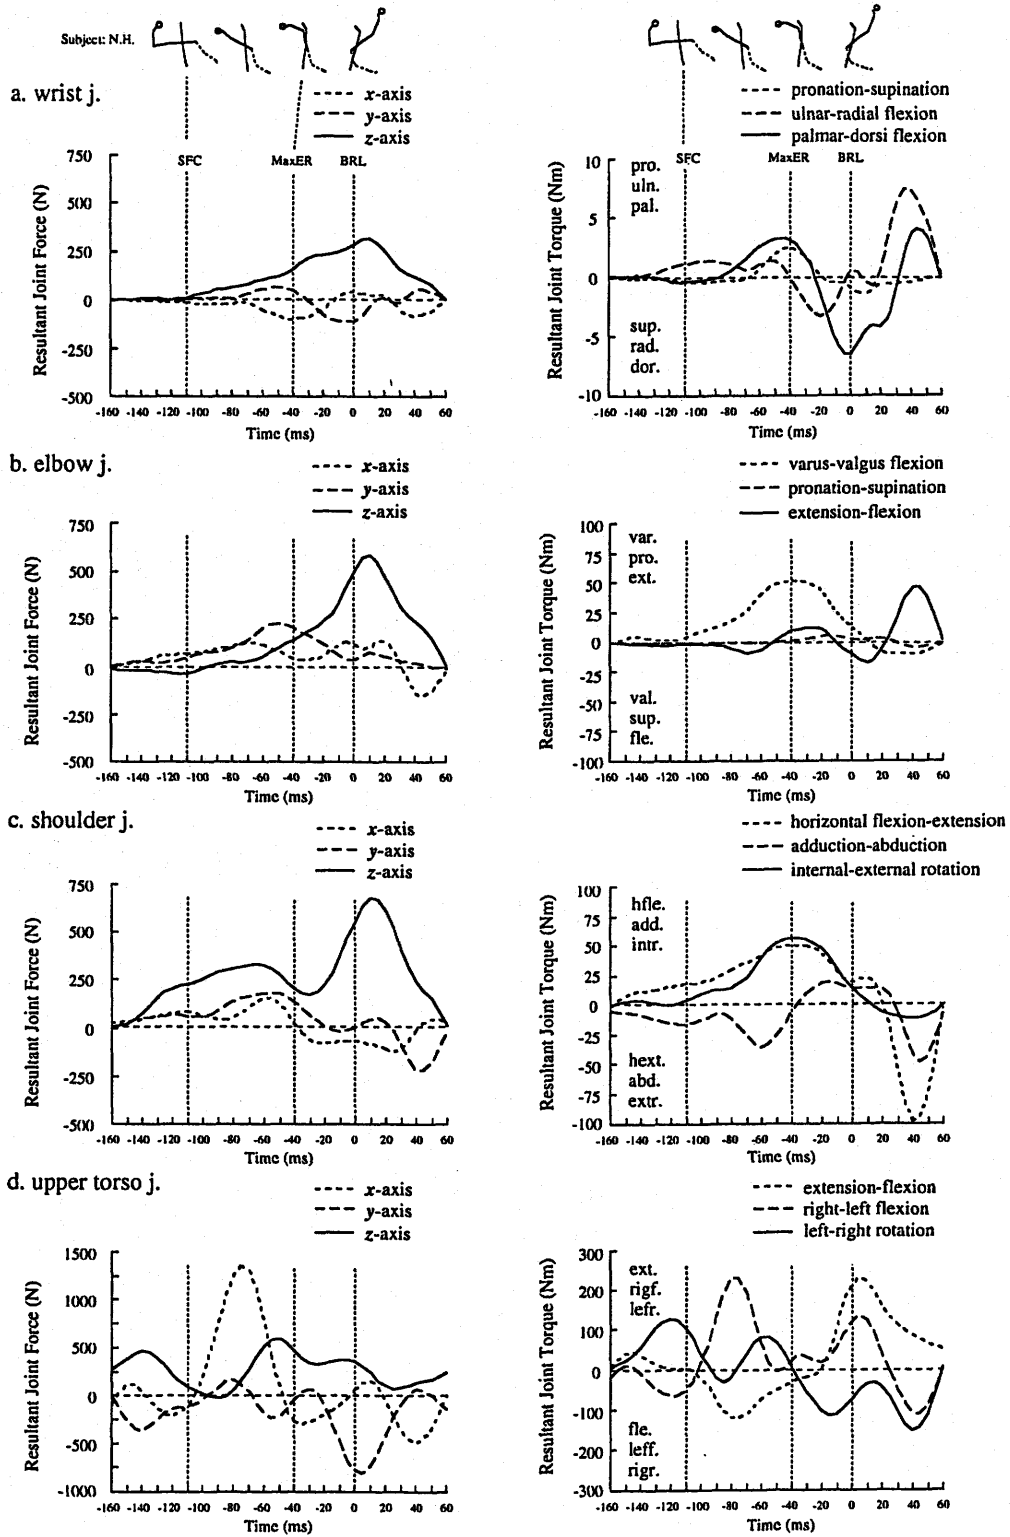 Subject: N.H.
a. wrist j.
x-axis
y-axis
z-axis
pronation-supination
ulnar-radial flexion
palmar-dorsi flexion
SFC MaxER BRL
750
500
250
0
-250
-500
Resultant Joint Force (N)
-160 -140 -120 -100 -80 -60 -40 -20 0 20 40 60
Time (ms)
SFC MaxER BRL
10
5
0
-5
-10
Resultant Joint Torque (Nm)
pro.
uln.
pal.
sup.
rad.
dor.
-160 -140 -120 -100 -80 -60 -40 -20 0 20 40 60
Time (ms)
b. elbow j.
x-axis
y-axis
z-axis
varus-valgus flexion
pronation-supination
extension-flexion
750
500
250
0
-250
-500
Resultant Joint Force (N)
-160 -140 -120 -100 -80 -60 -40 -20 0 20 40 60
Time (ms)
100
75
50
25
0
-25
-50
-75
-100
Resultant Joint Torque (Nm)
var.
pro.
ext.
val.
sup.
fle.
-160 -140 -120 -100 -80 -60 -40 -20 0 20 40 60
Time (ms)
c. shoulder j.
x-axis
y-axis
z-axis
horizontal flexion-extension
adduction-abduction
internal-external rotation
750
500
250
0
-250
-500
Resultant Joint Force (N)
-160 -140 -120 -100 -80 -60 -40 -20 0 20 40 60
Time (ms)
100
75
50
25
0
-25
-50
-75
-100
Resultant Joint Torque (Nm)
hfle.
add.
intr.
hext.
abd.
extr.
-160 -140 -120 -100 -80 -60 -40 -20 0 20 40 60
Time (ms)
d. upper torso j.
x-axis
y-axis
z-axis
extension-flexion
right-left flexion
left-right rotation
1500
1000
500
0
-500
-1000
Resultant Joint Force (N)
-160 -140 -120 -100 -80 -60 -40 -20 0 20 40 60
Time (ms)
300
200
100
0
-100
-200
-300
Resultant Joint Torque (Nm)
ext.
rigf.
lefr.
fle.
leff.
rigr.
-160 -140 -120 -100 -80 -60 -40 -20 0 20 40 60
Time (ms)